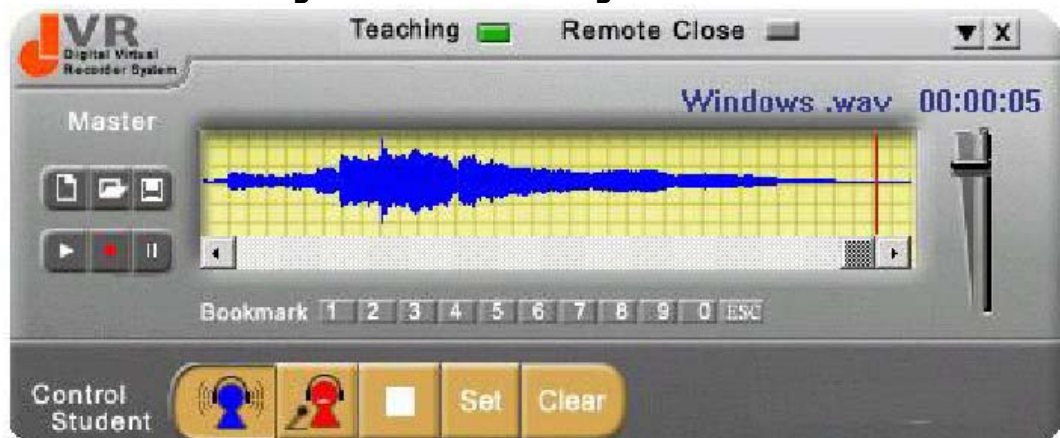 Teaching Remote Close
JVR
Digital Virtual
Recorder System
X
Windows .wav 00:00:05
Master
Bookmark 1 2 3 4 5 6 7 8 9 0 ESC
Control
Student
Set Clear